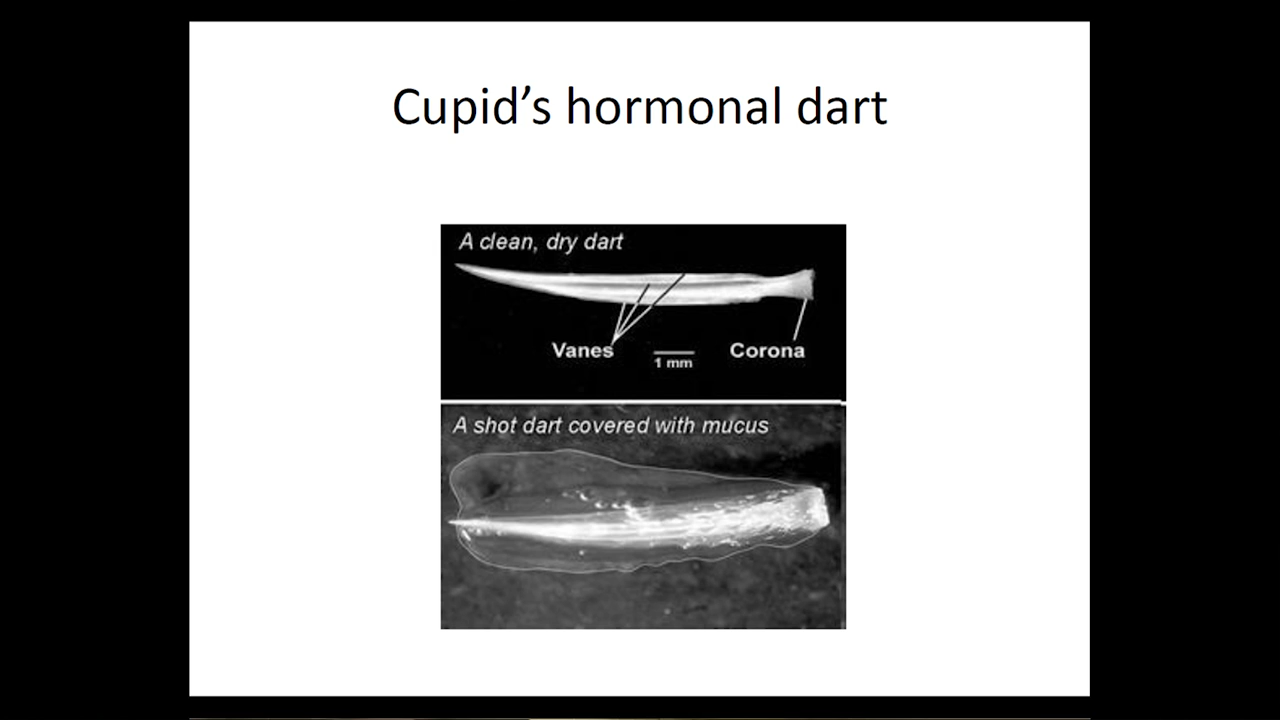 Cupid’s hormonal dart
A clean, dry dart
Vanes
1 mm
Corona
A shot dart covered with mucus